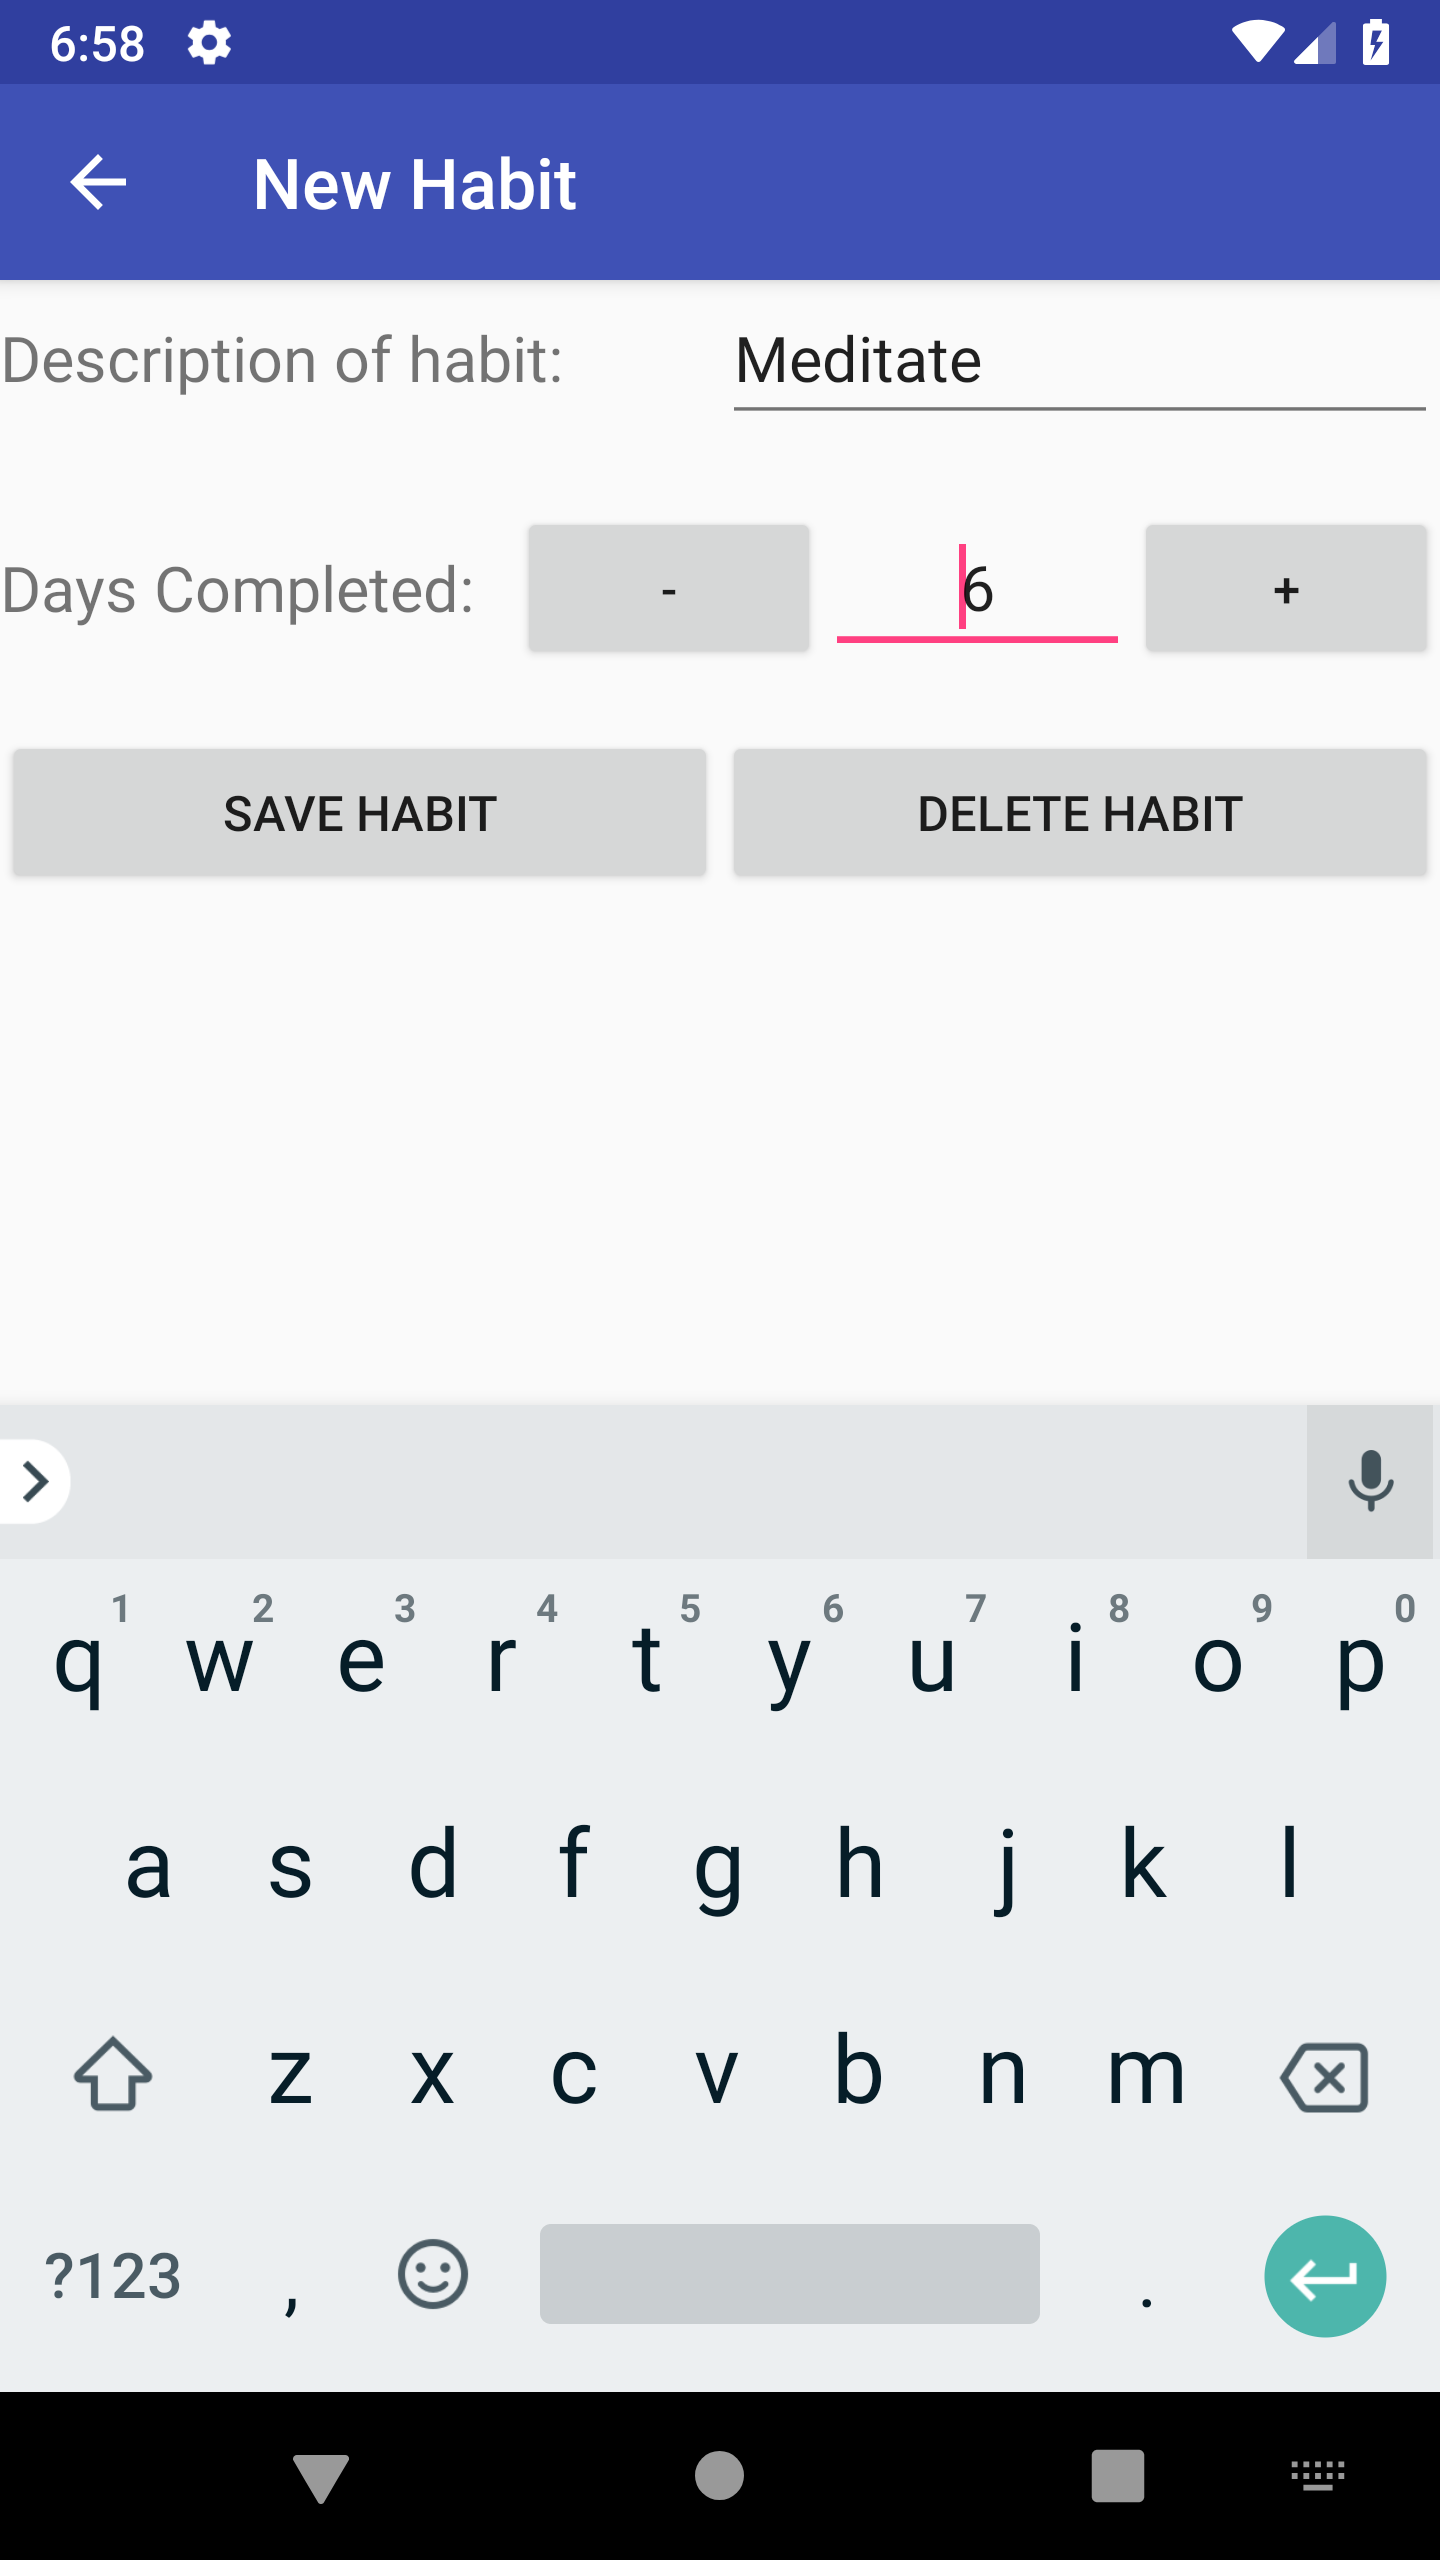 6:58
New Habit
Description of habit: Meditate
Days Completed: - 6 +
SAVE HABIT DELETE HABIT
1 2 3 4 5 6 7 8 9 0
q w e r t y u i o p
a s d f g h j k l
z x c v b n m
?123 , .